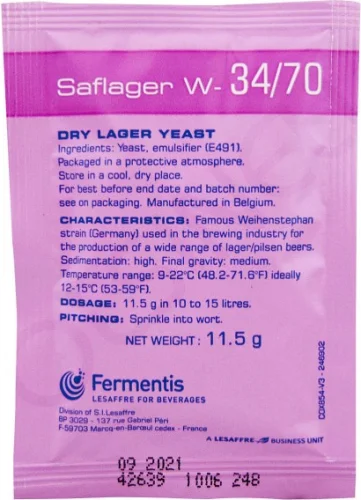 Saflager W- 34/70
DRY LAGER YEAST
Ingredients: Yeast, emulsifier (E491).
Packaged in a protective atmosphere.
Store in a cool, dry place.
For best before end date and batch number:
see on packaging. Manufactured in Belgium.
CHARACTERISTICS: Famous Weihenstephan
strain (Germany) used in the brewing industry for
the production of a wide range of lager/pilsen beers.
Sedimentation: high. Final gravity: medium.
Temperature range: 9-22°C (48.2-71.6°F) ideally
12-15°C (53-59°F).
DOSAGE: 11.5 g in 10 to 15 litres.
PITCHING: Sprinkle into wort.
NET WEIGHT: 11.5 g
Fermentis
LESAFFRE FOR BEVERAGES
Division of S.I.Lesaffre
BP 3029 - 137 rue Gabriel Péri
F-59703 Marcq-en-Barœul cedex - France
A LESAFFRE BUSINESS UNIT
09 2021
42639 1006 248